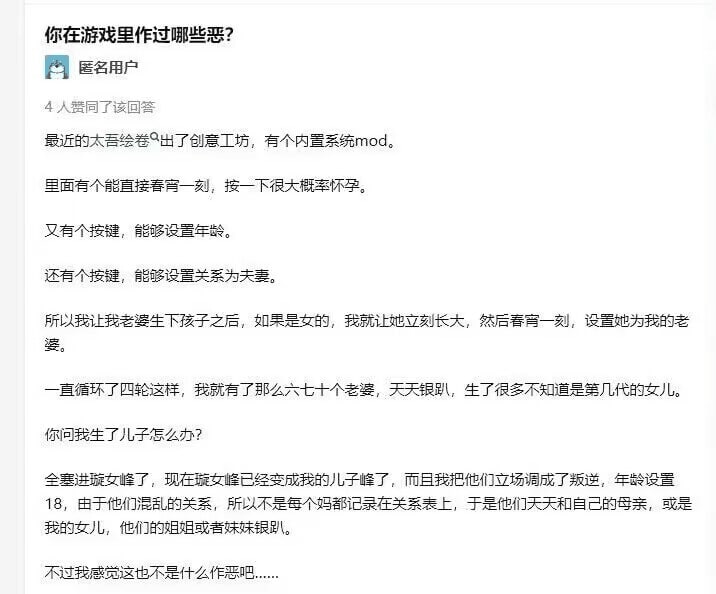 你在游戏里作过哪些恶?
匿名用户
4 人赞同了该回答
最近的太吾绘卷出了创意工坊，有个内置系统mod。
里面有个能直接春宵一刻，按一下很大概率怀孕。
又有个按键，能够设置年龄。
还有个按键，能够设置关系为夫妻。
所以我让我老婆生下孩子之后，如果是女的，我就让她立刻长大，然后春宵一刻，设置她为我的老
婆。
一直循环了四轮这样，我就有了那么六七十个老婆，天天银趴，生了很多不知道是第几代的女儿。
你问我生了儿子怎么办?
全塞进璇女峰了，现在璇女峰已经变成我的儿子峰了，而且我把他们立场调成了叛逆，年龄设置
18，由于他们混乱的关系，所以不是每个妈都记录在关系表上，于是他们天天和自己的母亲，或是
我的女儿，他们的姐姐或者妹妹银趴。
不过我感觉这也不是什么作恶吧......